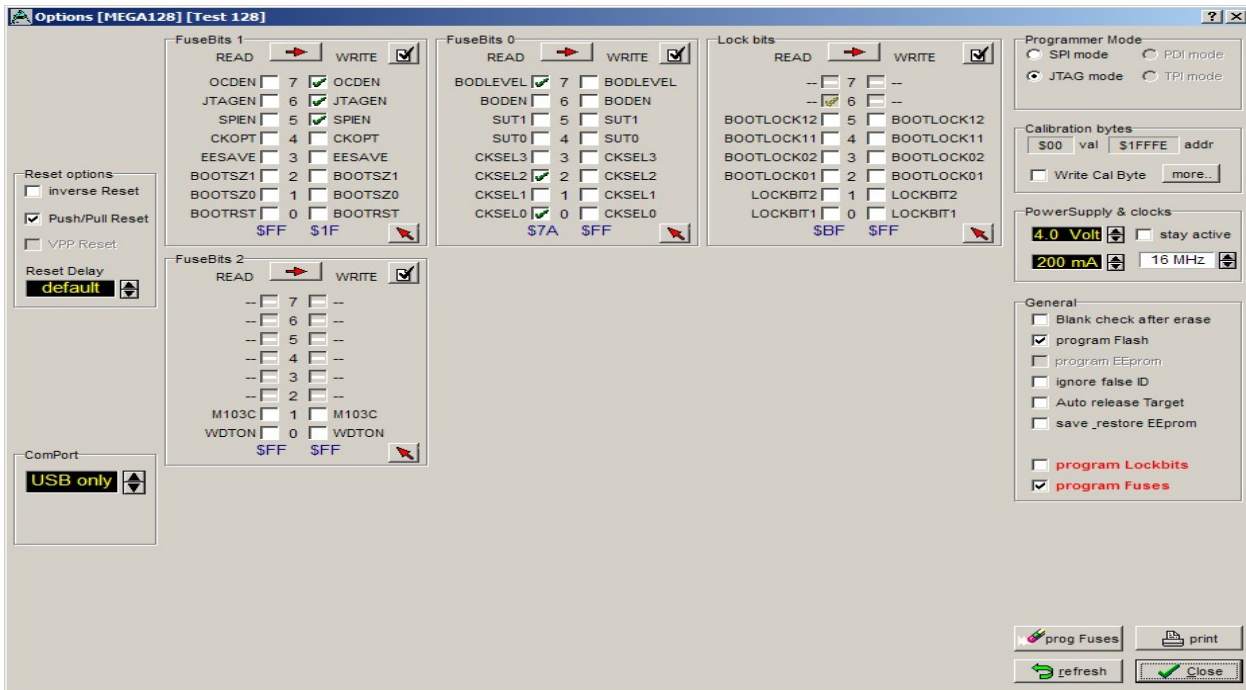 Options [MEGA128] [Test 128]
Reset options
inverse Reset
Push/Pull Reset
VPP Reset
Reset Delay
default
ComPort
USB only
FuseBits 1
READ WRITE
OCDEN 7 OCDEN
JTAGEN 6 JTAGEN
SPIEN 5 SPIEN
CKOPT 4 CKOPT
EESAVE 3 EESAVE
BOOTSZ1 2 BOOTSZ1
BOOTSZ0 1 BOOTSZ0
BOOTRST 0 BOOTRST
$FF $1F
FuseBits 0
READ WRITE
BODLEVEL 7 BODLEVEL
BODEN 6 BODEN
SUT1 5 SUT1
SUT0 4 SUT0
CKSEL3 3 CKSEL3
CKSEL2 2 CKSEL2
CKSEL1 1 CKSEL1
CKSEL0 0 CKSEL0
$7A $FF
Lock bits
READ WRITE
-- 7 --
-- 6 --
BOOTLOCK12 5 BOOTLOCK12
BOOTLOCK11 4 BOOTLOCK11
BOOTLOCK02 3 BOOTLOCK02
BOOTLOCK01 2 BOOTLOCK01
LOCKBIT2 1 LOCKBIT2
LOCKBIT1 0 LOCKBIT1
$BF $FF
FuseBits 2
READ WRITE
-- 7 --
-- 6 --
-- 5 --
-- 4 --
-- 3 --
-- 2 --
M103C 1 M103C
WDTON 0 WDTON
$FF $FF
Programmer Mode
SPI mode PDI mode
JTAG mode TPI mode
Calibration bytes
$00 val $1FFFE addr
Write Cal Byte more..
PowerSupply & clocks
4.0 Volt stay active
200 mA 16 MHz
General
Blank check after erase
program Flash
program EEprom
ignore false ID
Auto release Target
save_restore EEprom
program Lockbits
program Fuses
prog Fuses print
refresh Close